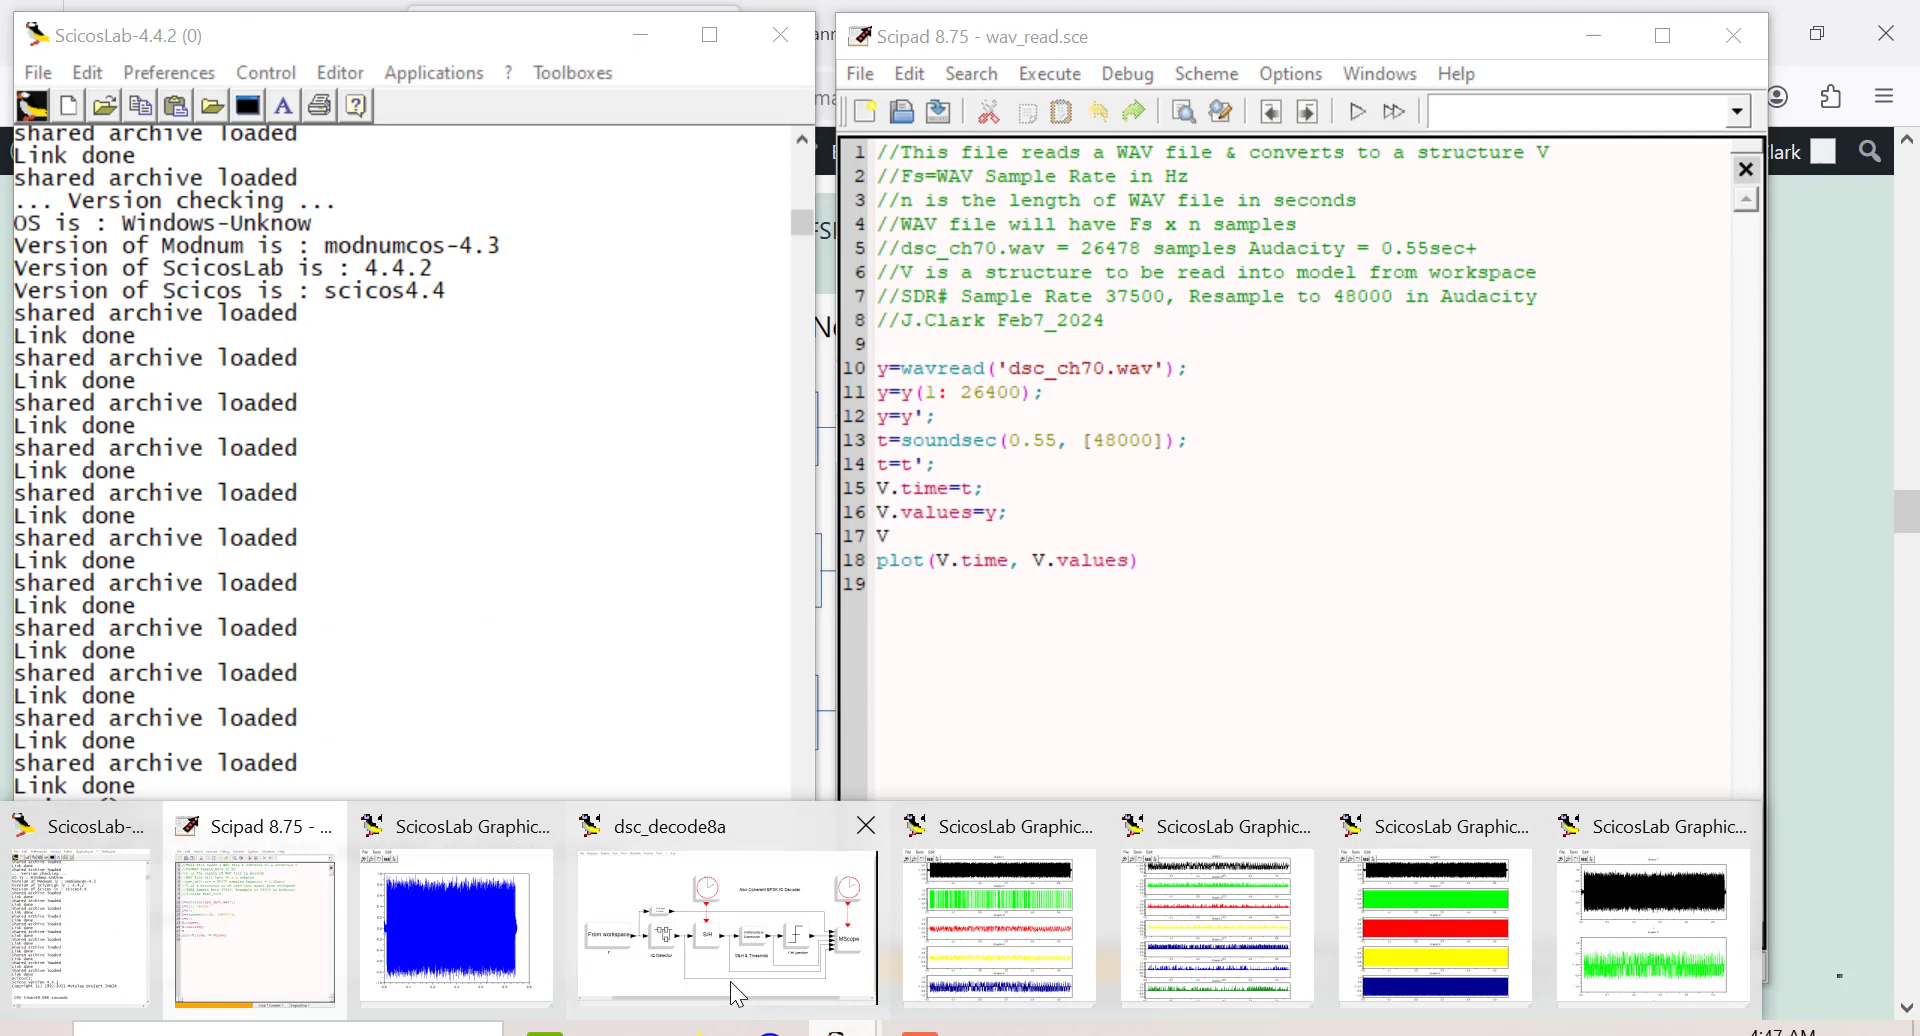 ScicosLab-4.4.2 (0)
File Edit Preferences Control Editor Applications ? Toolboxes
shared archive loaded
Link done
shared archive loaded
... Version checking ...
OS is : Windows-Unknow
Version of Modnum is : modnumcos-4.3
Version of ScicosLab is : 4.4.2
Version of Scicos is : scicos4.4
shared archive loaded
Link done
shared archive loaded
Link done
shared archive loaded
Link done
shared archive loaded
Link done
shared archive loaded
Link done
shared archive loaded
Link done
shared archive loaded
Link done
shared archive loaded
Link done
shared archive loaded
Link done
shared archive loaded
Link done
shared archive loaded
Link done
Scipad 8.75 - wav_read.sce
File Edit Search Execute Debug Scheme Options Windows Help
1 //This file reads a WAV file & converts to a structure V
2 //Fs=WAV Sample Rate in Hz
3 //n is the length of WAV file in seconds
4 //WAV file will have Fs x n samples
5 //dsc_ch70.wav = 26478 samples Audacity = 0.55sec+
6 //V is a structure to be read into model from workspace
7 //SDR# Sample Rate 37500, Resample to 48000 in Audacity
8 //J.Clark Feb7_2024
9
10 y=wavread('dsc_ch70.wav');
11 y=y(1: 26400);
12 y=y';
13 t=soundsec(0.55, [48000]);
14 t=t';
15 V.time=t;
16 V.values=y;
17 V
18 plot(V.time, V.values)
19
lark
ScicosLab-...
Scipad 8.75 - ...
ScicosLab Graphic...
dsc_decode8a
ScicosLab Graphic...
ScicosLab Graphic...
ScicosLab Graphic...
ScicosLab Graphic...
From workspace
IQ Detector
S/H
MScope
4:47 AM